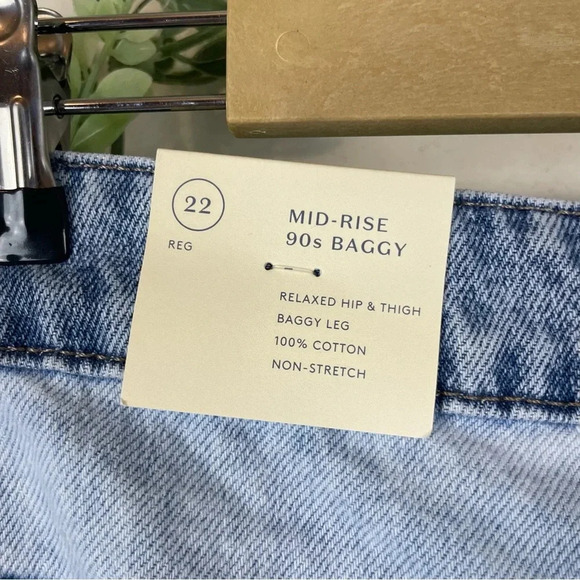 22
REG
MID-RISE
90s BAGGY
RELAXED HIP & THIGH
BAGGY LEG
100% COTTON
NON-STRETCH